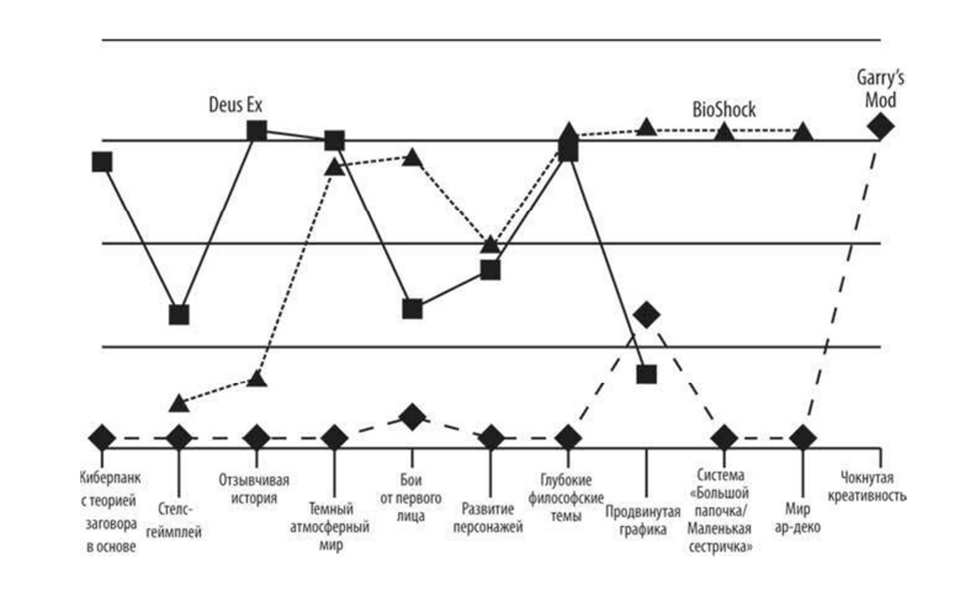 Deus Ex
BioShock
Garry's
Mod
Киберпанк
с теорией
заговора
в основе
Стелс-
геймплей
Отзывчивая
история
Темный
атмосферный
мир
Бои
от первого
лица
Развитие
персонажей
Глубокие
философские
темы
Продвинутая
графика
Система
«Большой
папочка/
Маленькая
сестричка»
Мир
ар-деко
Чокнутая
креативность